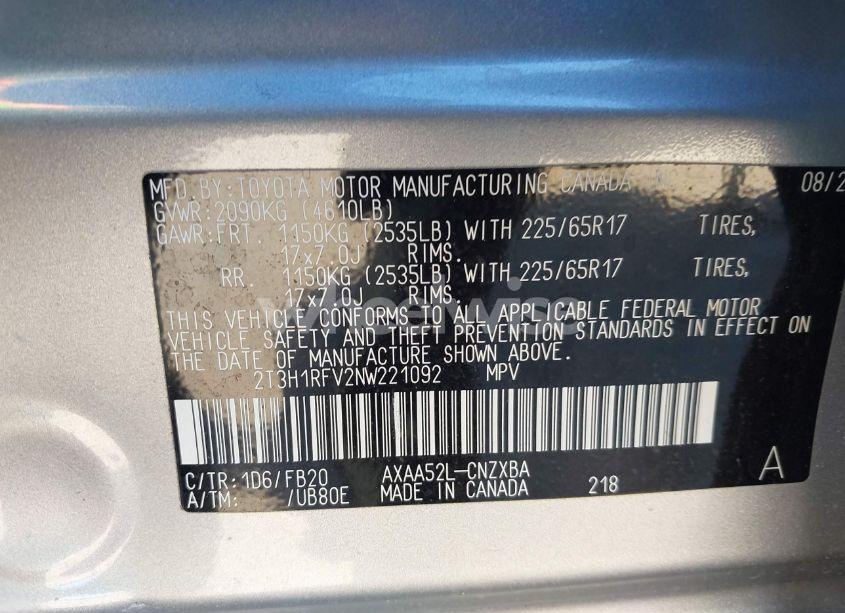 MFD. BY: TOYOTA MOTOR MANUFACTURING CANADA 08/2
GVWR: 2090KG (4610LB)
GAWR: FRT. 1150KG (2535LB) WITH 225/65R17 TIRES,
17x7.0J RIMS.
RR. 1150KG (2535LB) WITH 225/65R17 TIRES,
17x7.0J RIMS.
THIS VEHICLE CONFORMS TO ALL APPLICABLE FEDERAL MOTOR
VEHICLE SAFETY AND THEFT PREVENTION STANDARDS IN EFFECT ON
THE DATE OF MANUFACTURE SHOWN ABOVE.
2T3H1RFV2NW221092 MPV
C/TR: 1D6/FB20 AXAA52L-CNZXBA A
A/TM: /UB80E MADE IN CANADA 218